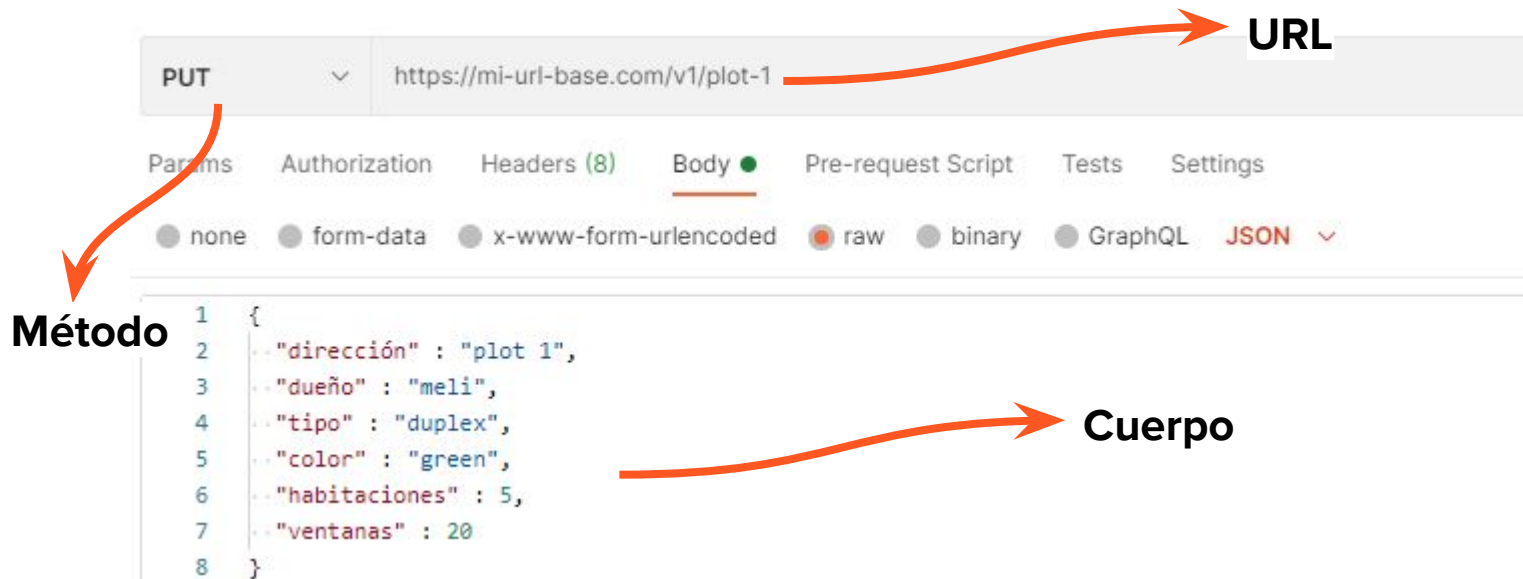 URL
PUT https://mi-url-base.com/v1/plot-1
Params Authorization Headers (8) Body Pre-request Script Tests Settings
none form-data x-www-form-urlencoded raw binary GraphQL JSON
Método
1 {
2 "dirección" : "plot 1",
3 "dueño" : "meli",
4 "tipo" : "duplex",
5 "color" : "green",
6 "habitaciones" : 5,
7 "ventanas" : 20
8 }
Cuerpo